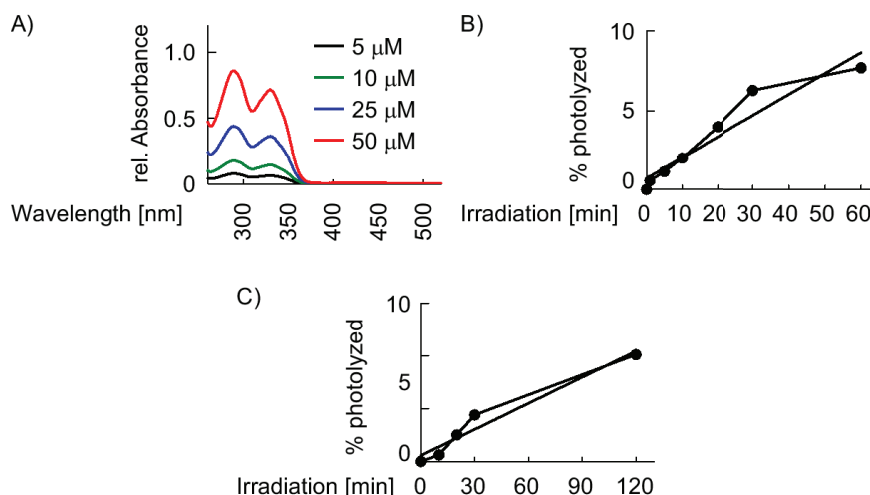 A)
rel. Absorbance
1.0
0.5
0
5 μM
10 μM
25 μM
50 μM
Wavelength [nm]
300
350
400
450
500
B)
% photolyzed
10
5
0
Irradiation [min]
0 10 20 30 40 50 60
C)
% photolyzed
10
5
0
Irradiation [min]
0 30 60 90 120